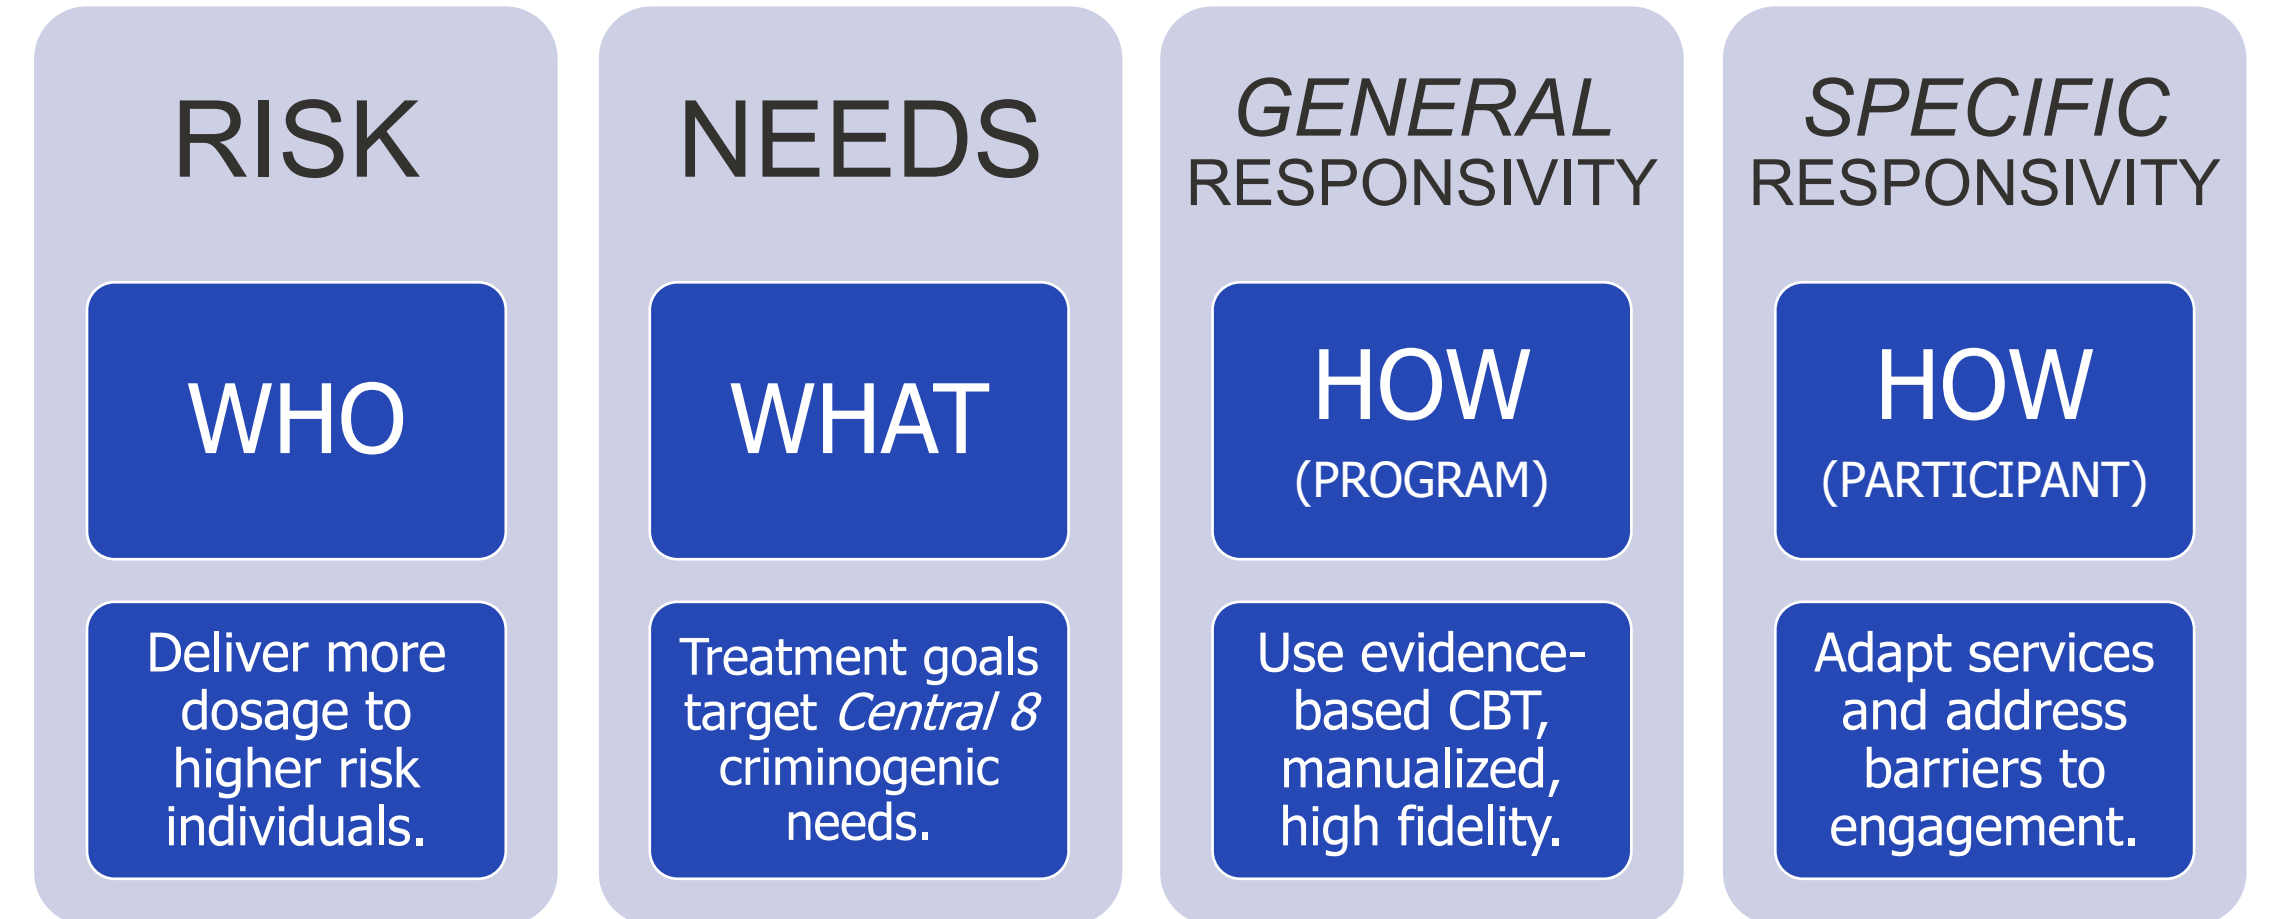 RISK
WHO
Deliver more
dosage to
higher risk
individuals.
NEEDS
WHAT
Treatment goals
target Central 8
criminogenic
needs.
GENERAL
RESPONSIVITY
HOW
(PROGRAM)
Use evidence-
based CBT,
manualized,
high fidelity.
SPECIFIC
RESPONSIVITY
HOW
(PARTICIPANT)
Adapt services
and address
barriers to
engagement.